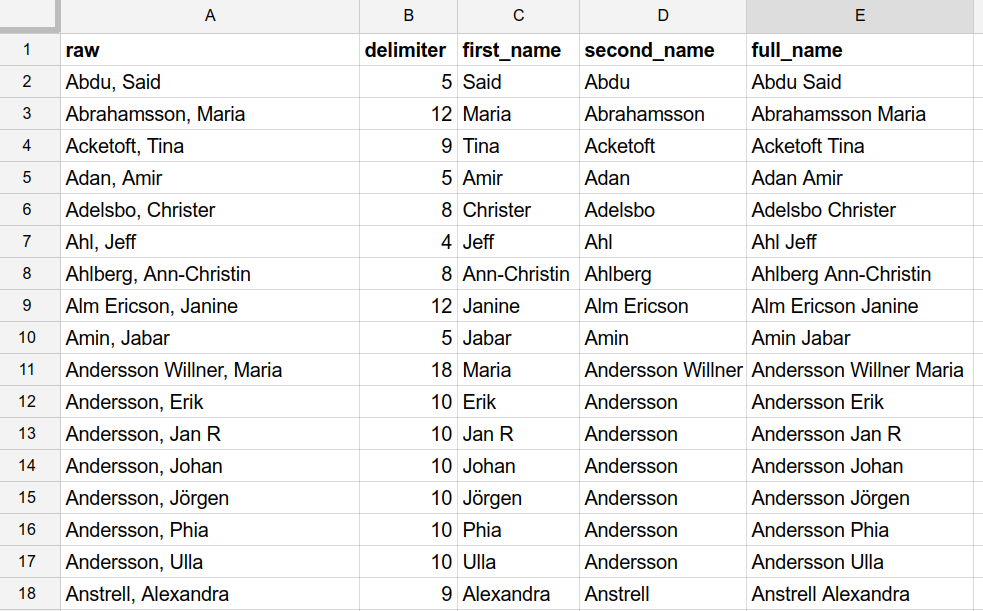 A B C D E
1 raw delimiter first_name second_name full_name
2 Abdu, Said 5 Said Abdu Abdu Said
3 Abrahamsson, Maria 12 Maria Abrahamsson Abrahamsson Maria
4 Acketoft, Tina 9 Tina Acketoft Acketoft Tina
5 Adan, Amir 5 Amir Adan Adan Amir
6 Adelsbo, Christer 8 Christer Adelsbo Adelsbo Christer
7 Ahl, Jeff 4 Jeff Ahl Ahl Jeff
8 Ahlberg, Ann-Christin 8 Ann-Christin Ahlberg Ahlberg Ann-Christin
9 Alm Ericson, Janine 12 Janine Alm Ericson Alm Ericson Janine
10 Amin, Jabar 5 Jabar Amin Amin Jabar
11 Andersson Willner, Maria 18 Maria Andersson Willner Andersson Willner Maria
12 Andersson, Erik 10 Erik Andersson Andersson Erik
13 Andersson, Jan R 10 Jan R Andersson Andersson Jan R
14 Andersson, Johan 10 Johan Andersson Andersson Johan
15 Andersson, Jörgen 10 Jörgen Andersson Andersson Jörgen
16 Andersson, Phia 10 Phia Andersson Andersson Phia
17 Andersson, Ulla 10 Ulla Andersson Andersson Ulla
18 Anstrell, Alexandra 9 Alexandra Anstrell Anstrell Alexandra